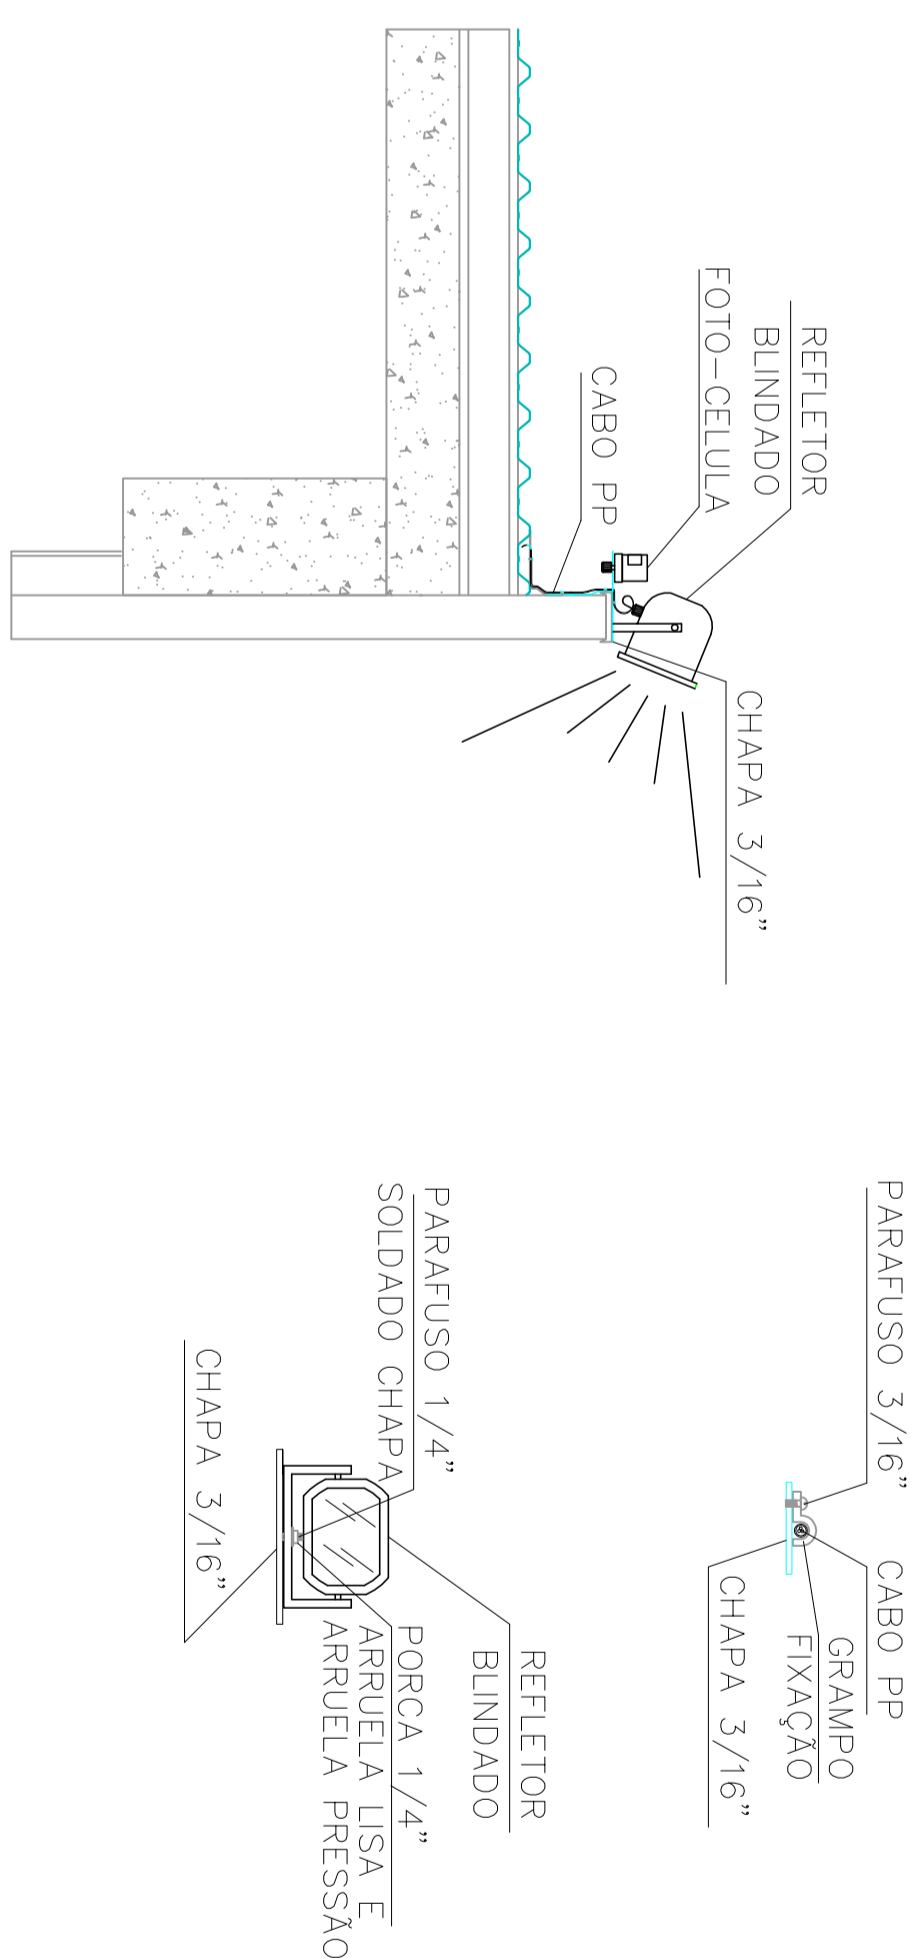 REFLETOR
BLINDADO
FOTO-CELULA
CABO PP
CHAPA 3/16”
PARAFUSO 3/16”
CABO PP
GRAMPO
FIXAÇÃO
CHAPA 3/16”
PARAFUSO 1/4”
SOLDADO CHAPA
CHAPA 3/16”
REFLETOR
BLINDADO
PORCA 1/4”
ARRUELA LISA E
ARRUELA PRESSÃO